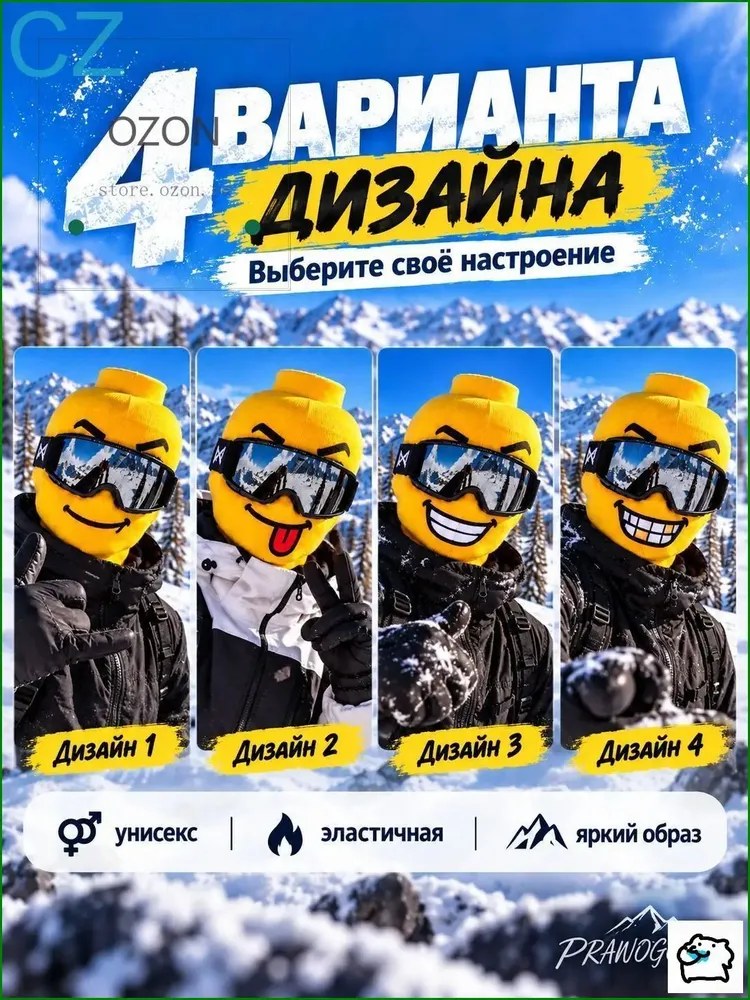 CZ
4 ВАРИАНТА
OZON
ДИЗАЙНА
store.ozon.
Выберите своё настроение
Дизайн 1
Дизайн 2
Дизайн 3
Дизайн 4
унисекс
эластичная
яркий образ